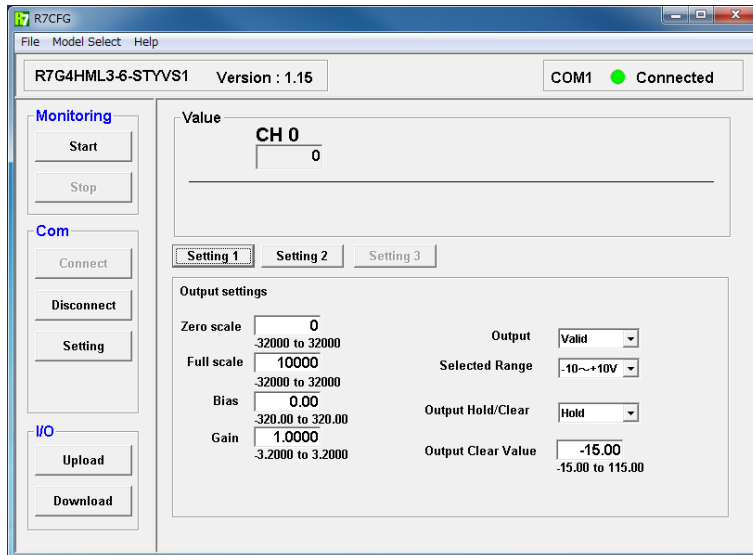 R7 R7CFG
File Model Select Help
R7G4HML3-6-STYVS1 Version : 1.15
COM1 Connected
Monitoring
Start
Stop
Com
Connect
Disconnect
Setting
I/O
Upload
Download
Value
CH 0
0
Setting 1 Setting 2 Setting 3
Output settings
Zero scale 0
-32000 to 32000
Full scale 10000
-32000 to 32000
Bias 0.00
-320.00 to 320.00
Gain 1.0000
-3.2000 to 3.2000
Output Valid
Selected Range -10～+10V
Output Hold/Clear Hold
Output Clear Value -15.00
-15.00 to 115.00